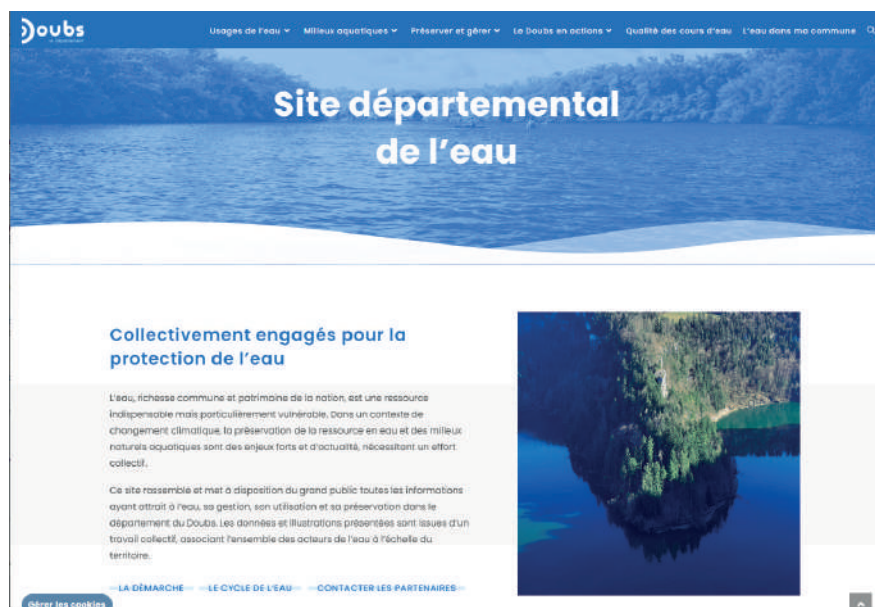 Doubs
Usages de l'eau Milieux aquatiques Préserver et gérer Le Doubs en actions Qualité des cours d'eau L'eau dans ma commune
Site départemental
de l'eau
Collectivement engagés pour la
protection de l'eau
L'eau, richesse commune et patrimoine de la nation, est une ressource
indispensable mais particulièrement vulnérable. Dans un contexte de
changement climatique, la préservation de la ressource en eau et des milieux
naturels aquatiques sont des enjeux forts et d'actualité, nécessitant un effort
collectif.
Ce site rassemble et met à disposition du grand public toutes les informations
ayant attrait à l'eau, sa gestion, son utilisation et sa préservation dans le
département du Doubs. Les données et illustrations présentées sont issues d'un
travail collectif, associant l'ensemble des acteurs de l'eau à l'échelle du
territoire.
LA DÉMARCHE LE CYCLE DE L'EAU CONTACTER LES PARTENAIRES
Gérer les cookies